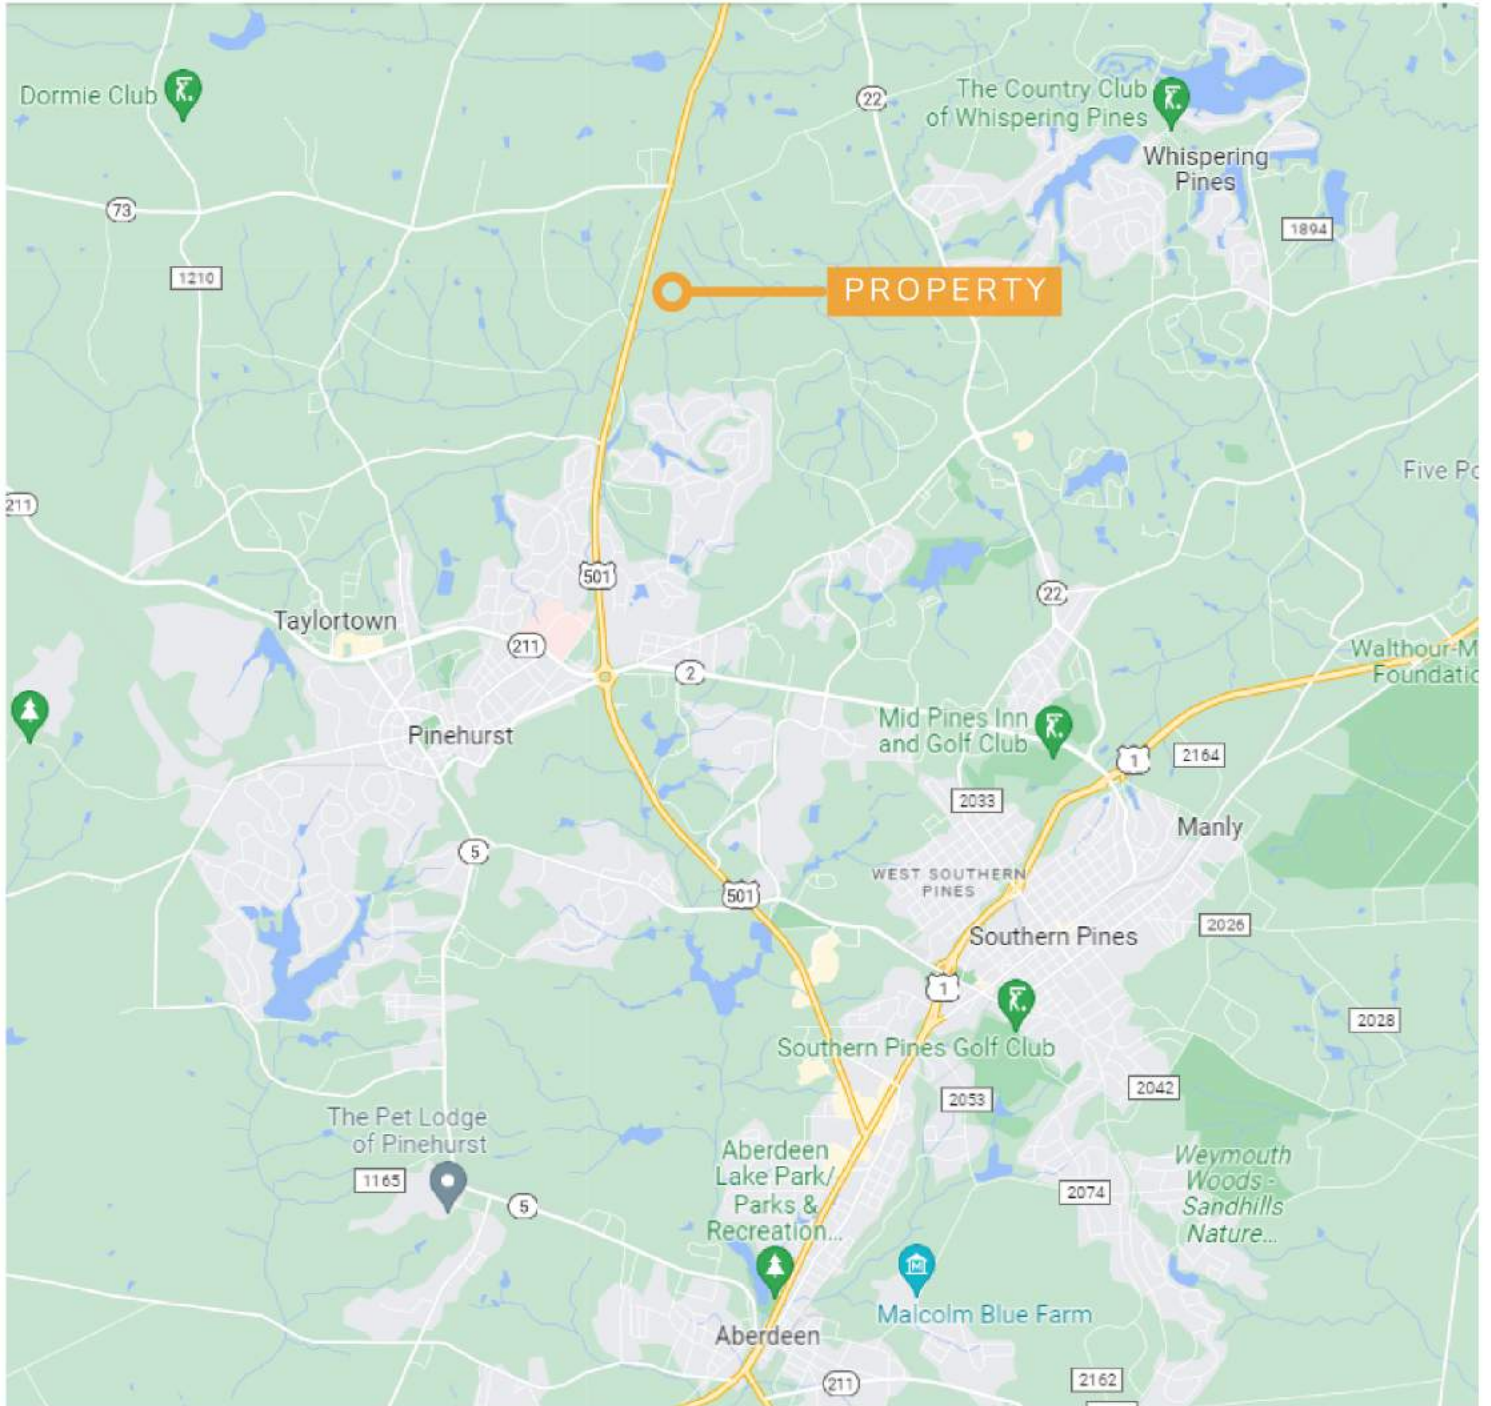 Dormie Club
22
The Country Club
of Whispering Pines
Whispering
Pines
73
1894
1210
PROPERTY
Five Po
211
501
22
Taylortown
211
Walthour-M
Foundatio
2
Mid Pines Inn
and Golf Club
Pinehurst
1
2164
2033
Manly
5
WEST SOUTHERN
PINES
501
2026
Southern Pines
1
2028
Southern Pines Golf Club
2042
2053
The Pet Lodge
of Pinehurst
Aberdeen
Lake Park/
Parks &
Recreation...
Weymouth
Woods -
Sandhills
Nature...
1165
2074
5
Malcolm Blue Farm
Aberdeen
211
2162